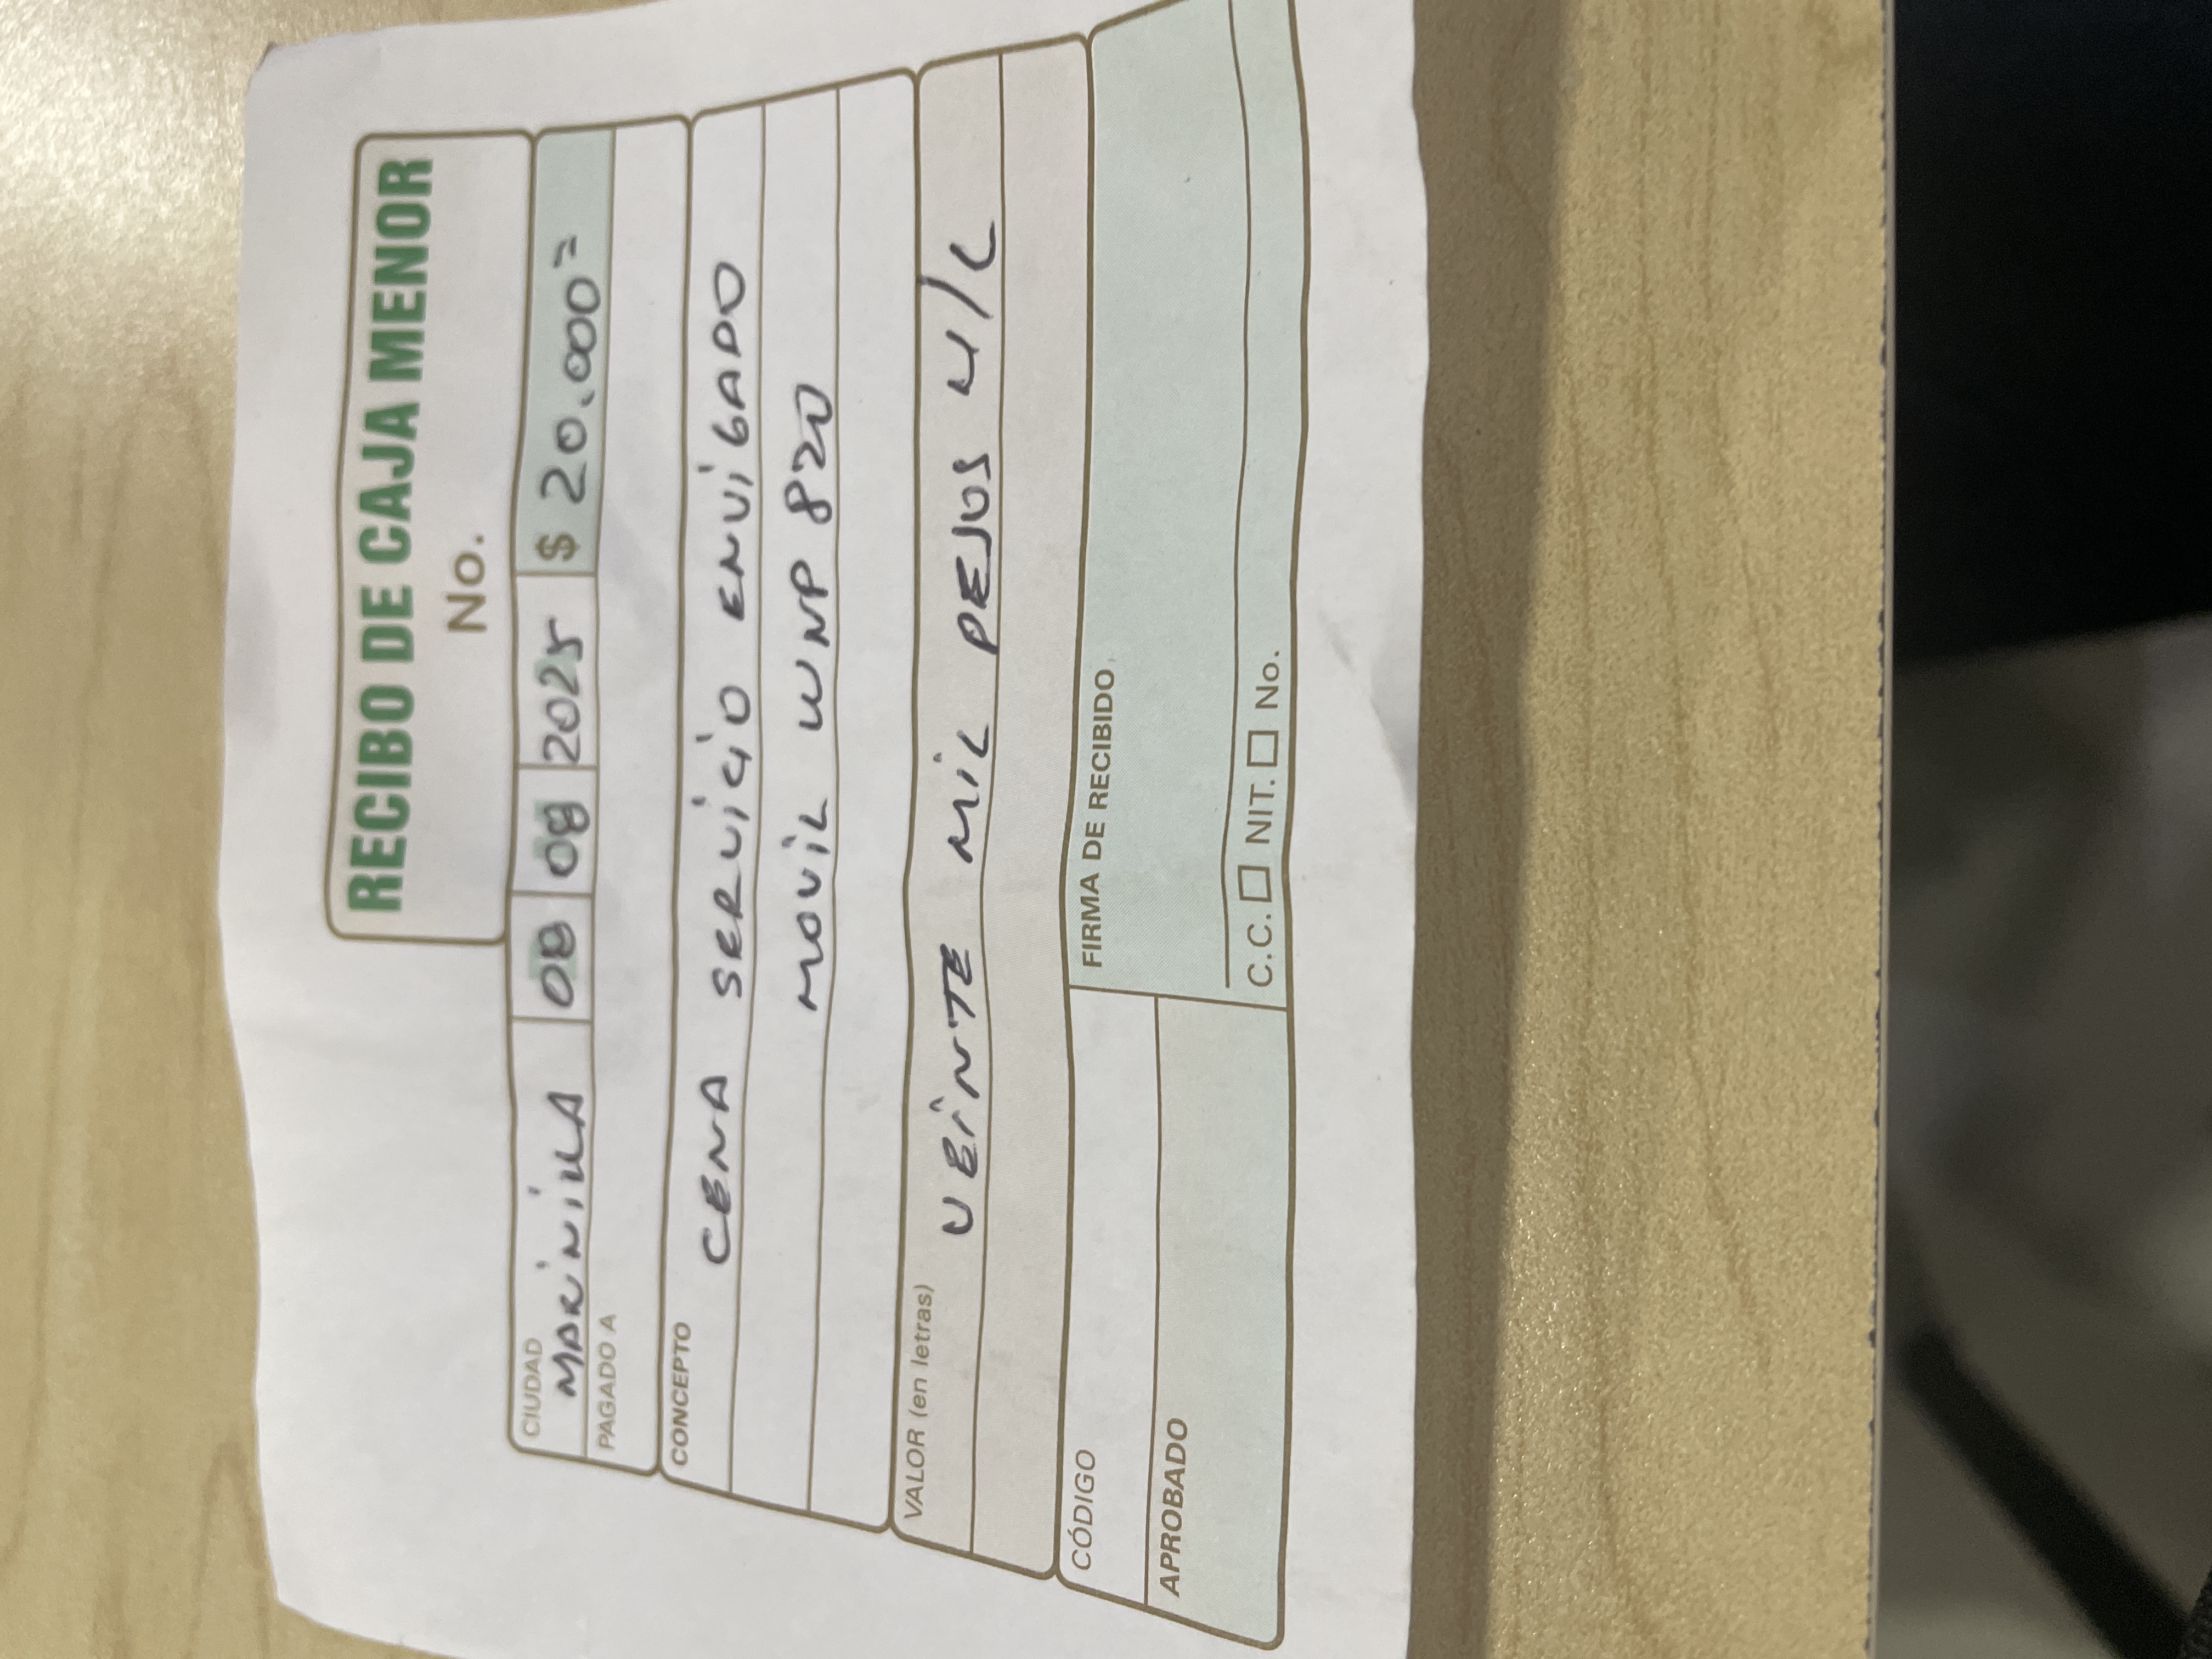 RECIBO DE CAJA MENOR
No.
CIUDAD
MARINILLA 08 08 2025 $ 20.000=
PAGADO A
CONCEPTO
CENA SERVICIO ENVIGADO
MOVIL WNP 820
VALOR (en letras)
VEINTE MIL PESOS M/L
CÓDIGO
FIRMA DE RECIBIDO
APROBADO
C.C. NIT. No.